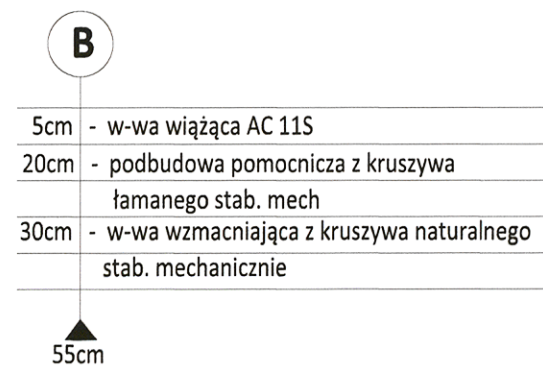 B
5cm - w-wa wiążąca AC 11S
20cm - podbudowa pomocnicza z kruszywa
łamanego stab. mech
30cm - w-wa wzmacniająca z kruszywa naturalnego
stab. mechanicznie
55cm